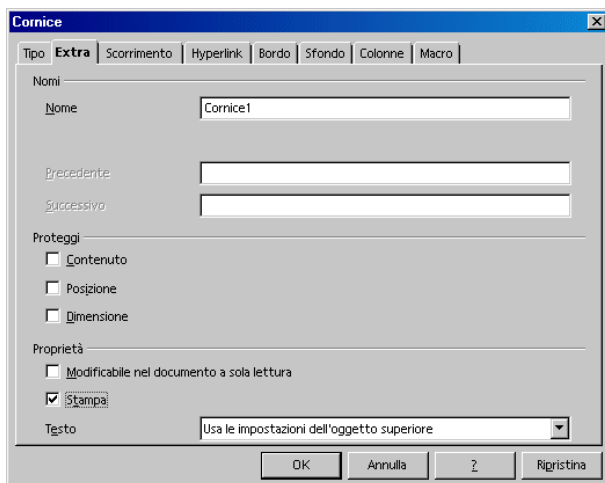 Cornice
Tipo Extra Scorrimento Hyperlink Bordo Sfondo Colonne Macro
Nomi
Nome Cornice1
Precedente
Successivo
Proteggi
Contenuto
Posizione
Dimensione
Proprietà
Modificabile nel documento a sola lettura
Stampa
Testo Usa le impostazioni dell'oggetto superiore
OK Annulla ? Ripristina